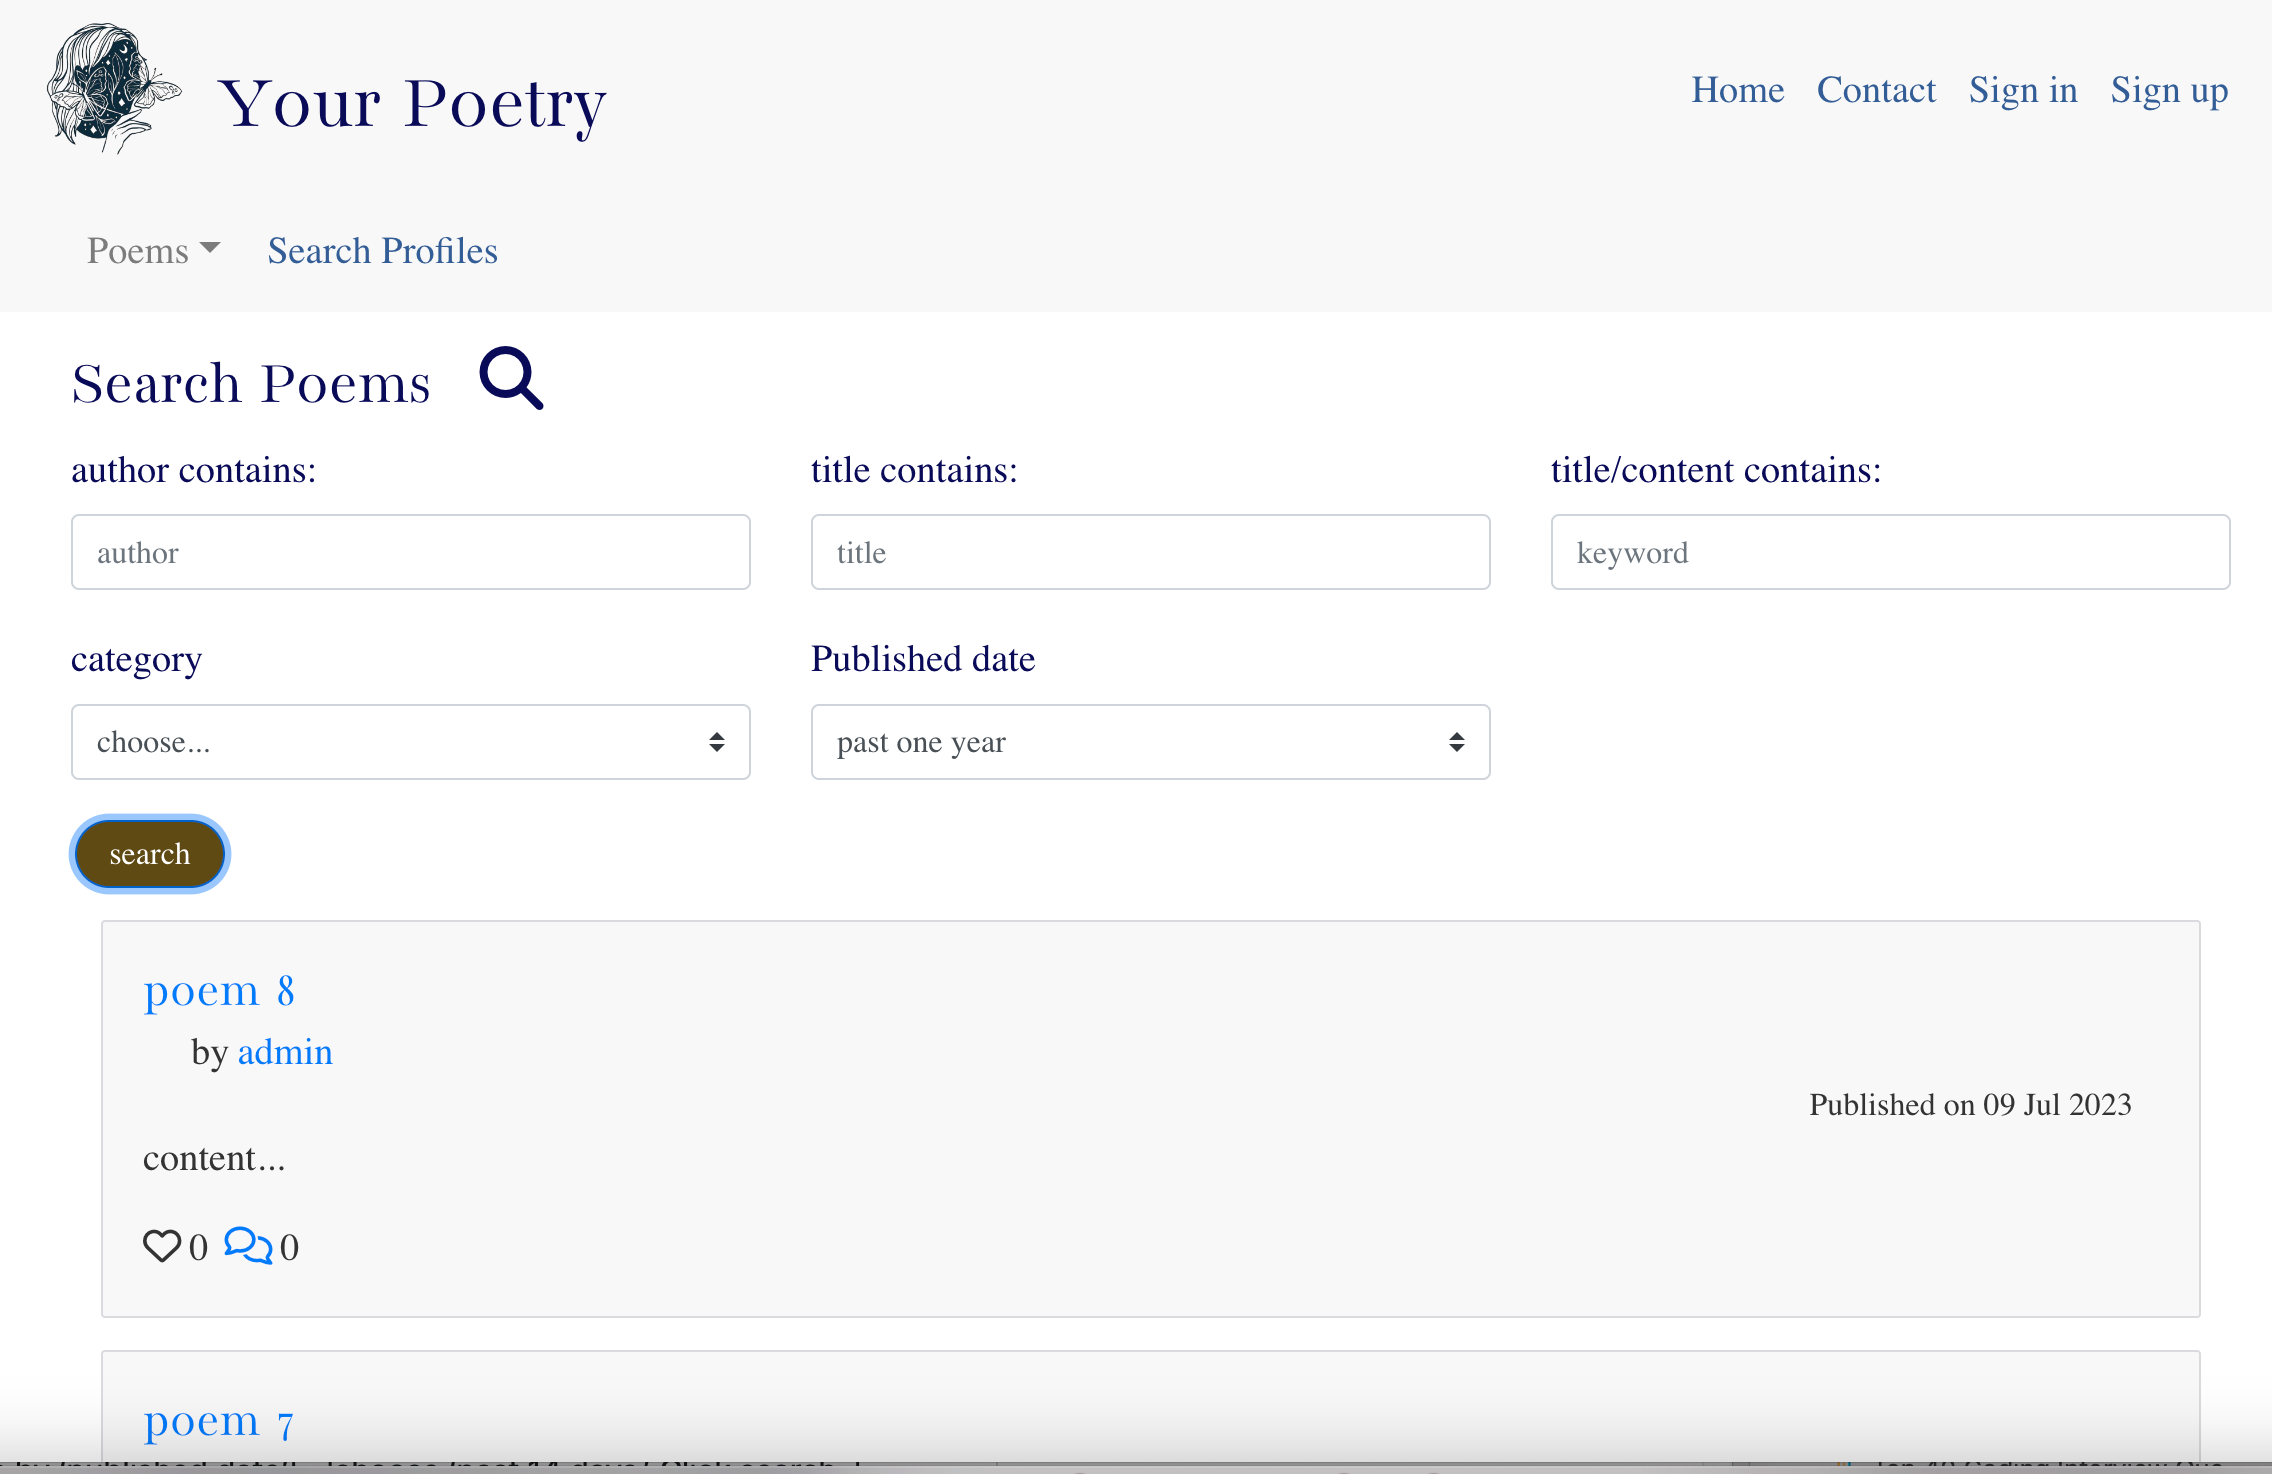 Your Poetry
Home Contact Sign in Sign up
Poems Search Profiles
Search Poems
author contains: title contains: title/content contains:
author title keyword
category Published date
choose... past one year
search
poem 8
by admin
Published on 09 Jul 2023
content...
0 0
poem 7